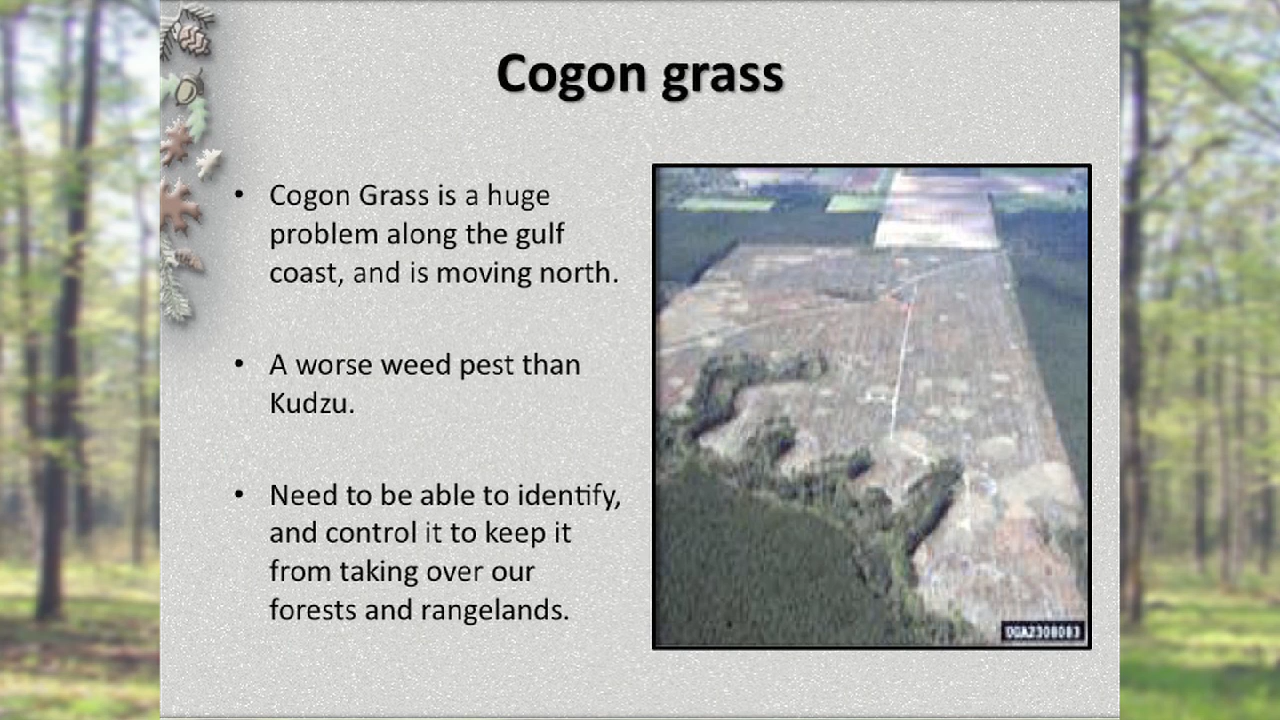 Cogon grass
• Cogon Grass is a huge
problem along the gulf
coast, and is moving north.
• A worse weed pest than
Kudzu.
• Need to be able to identify,
and control it to keep it
from taking over our
forests and rangelands.